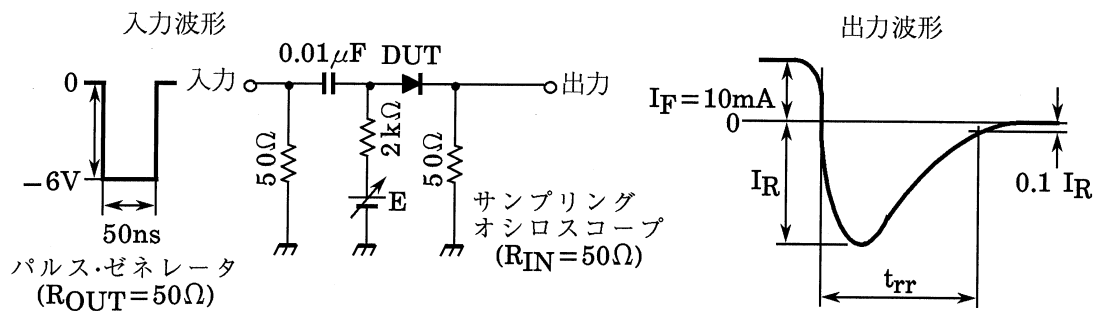 入力波形
0
−6V
50ns
パルス・ゼネレータ
(ROUT=50Ω)
入力
0.01μF
DUT
出力
50Ω
2kΩ
E
50Ω
サンプリング
オシロスコープ
(RIN=50Ω)
出力波形
IF=10mA
0
IR
0.1 IR
trr